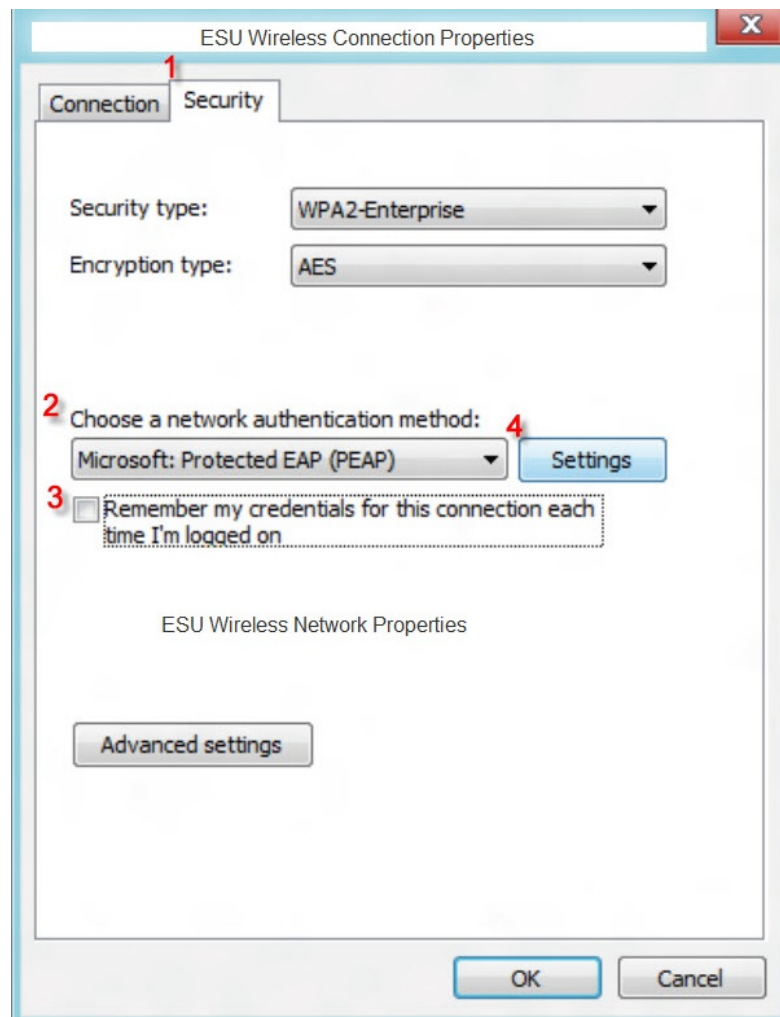 ESU Wireless Connection Properties
X
1
Connection Security
Security type: WPA2-Enterprise
Encryption type: AES
2 Choose a network authentication method:
4
Microsoft: Protected EAP (PEAP) Settings
3 Remember my credentials for this connection each
time I'm logged on
ESU Wireless Network Properties
Advanced settings
OK Cancel